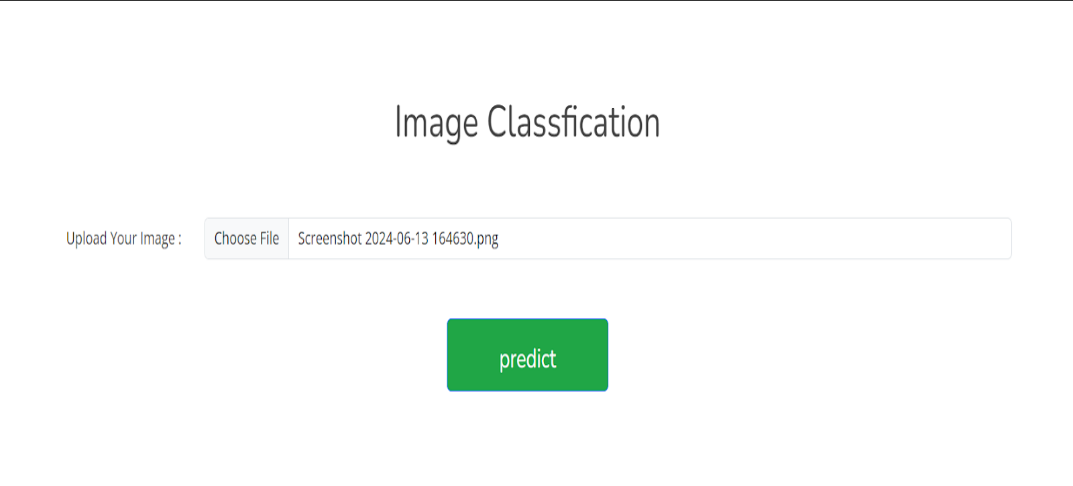 Image Classfication
Upload Your Image : Choose File Screenshot 2024-06-13 164630.png
predict